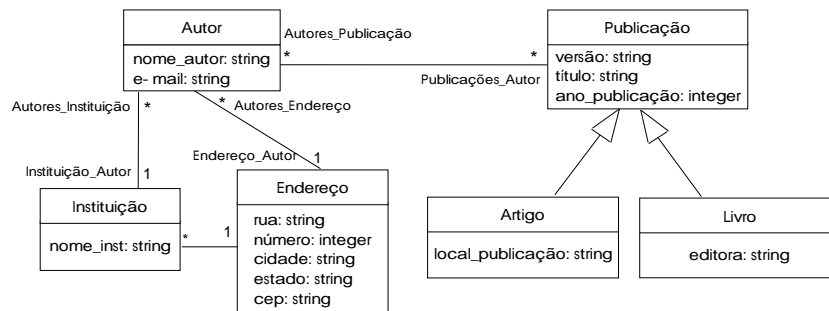 Autor
nome_autor: string
e- mail: string
Autores_Publicação
*
*
Publicações_Autor
Publicação
versão: string
título: string
ano_publicação: integer
Autores_Instituição
*
*
Autores_Endereço
Instituição_Autor
1
Endereço_Autor
1
Instituição
nome_inst: string
*
1
Endereço
rua: string
número: integer
cidade: string
estado: string
cep: string
Artigo
local_publicação: string
Livro
editora: string